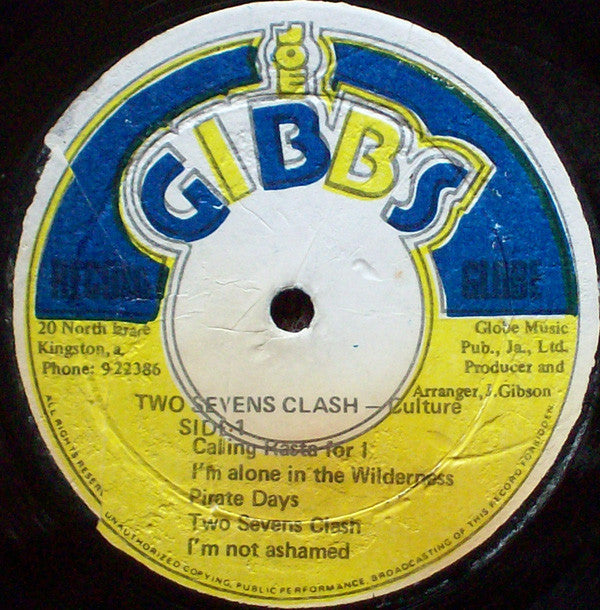 JOE
GIBBS
RECORD GLOBE
20 North Parade
Kingston, Ja.
Phone: 9-22386
Globe Music
Pub., Ja., Ltd.
Producer and
Arranger, J. Gibson
TWO SEVENS CLASH — Culture
SIDE 1
Calling Rasta for I
I'm alone in the Wilderness
Pirate Days
Two Sevens Clash
I'm not ashamed
ALL RIGHTS RESERVED UNAUTHORIZED COPYING, PUBLIC PERFORMANCE, BROADCASTING OF THIS RECORD FORBIDDEN